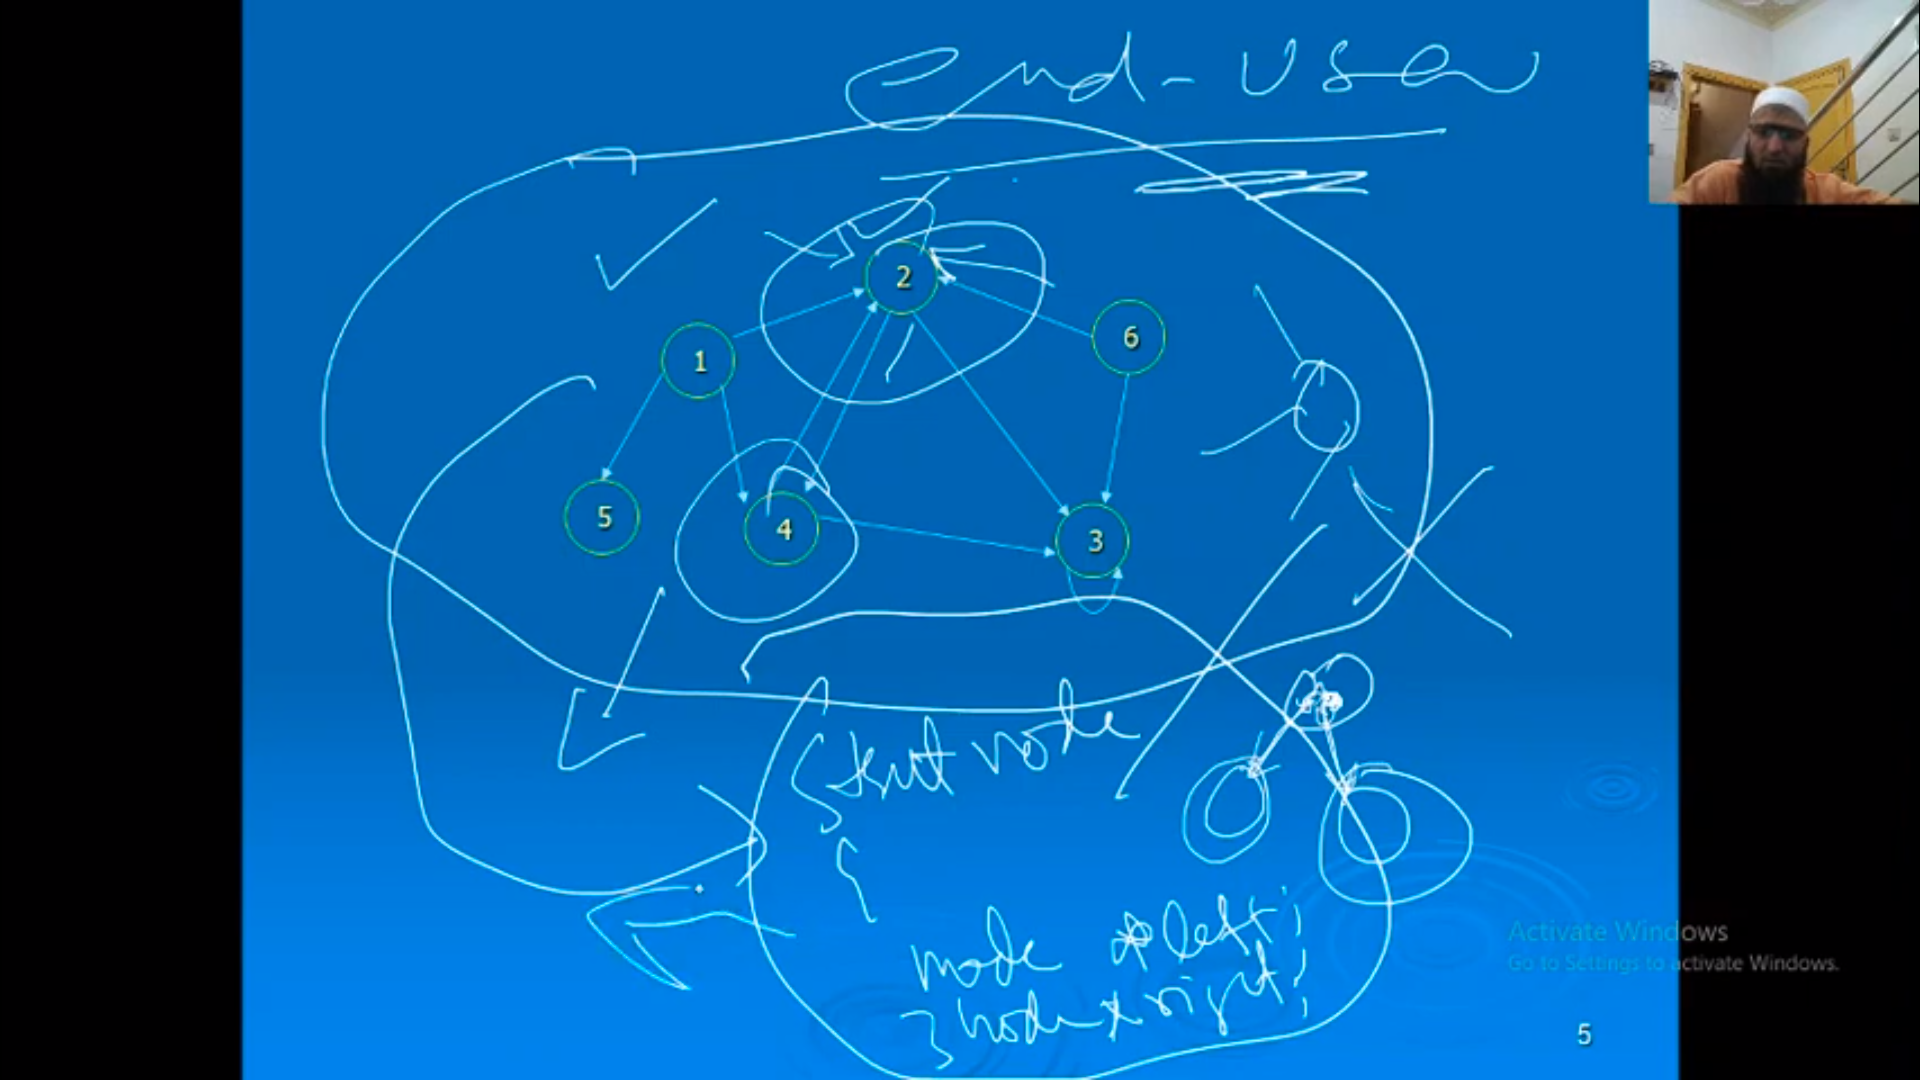 end-user
2
6
1
5
4
3
struct node
{
node *left;
node *right;
}
Activate Windows
Go to Settings to activate Windows.
5